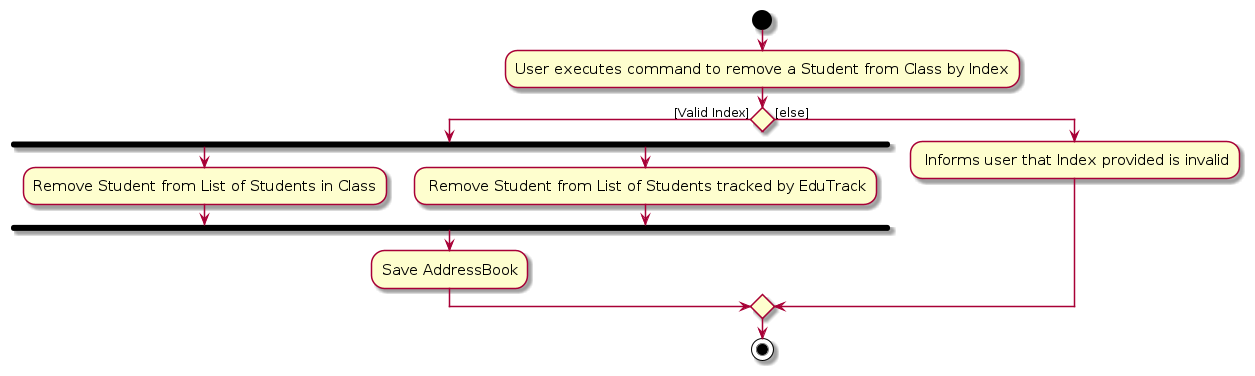 User executes command to remove a Student from Class by Index
[Valid Index]
[else]
Informs user that Index provided is invalid
Remove Student from List of Students in Class
Remove Student from List of Students tracked by EduTrack
Save AddressBook